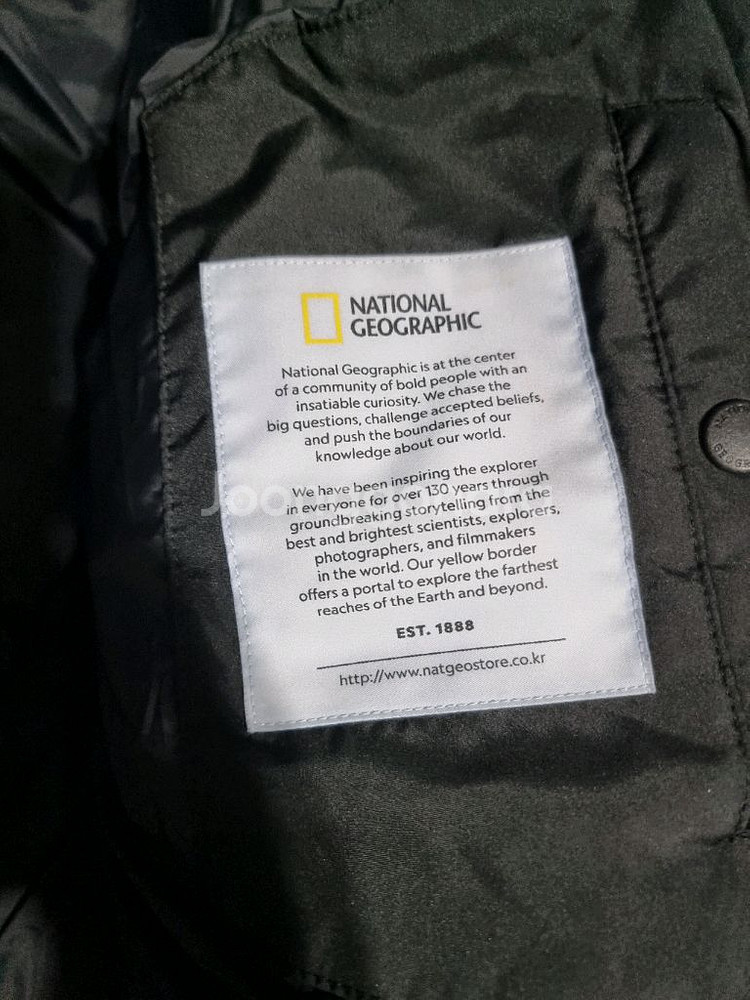 NATIONAL
GEOGRAPHIC
National Geographic is at the center
of a community of bold people with an
insatiable curiosity. We chase the
big questions, challenge accepted beliefs,
and push the boundaries of our
knowledge about our world.
We have been inspiring the explorer
in everyone for over 130 years through
groundbreaking storytelling from the
best and brightest scientists, explorers,
photographers, and filmmakers
in the world. Our yellow border
offers a portal to explore the farthest
reaches of the Earth and beyond.
EST. 1888
http://www.natgeostore.co.kr